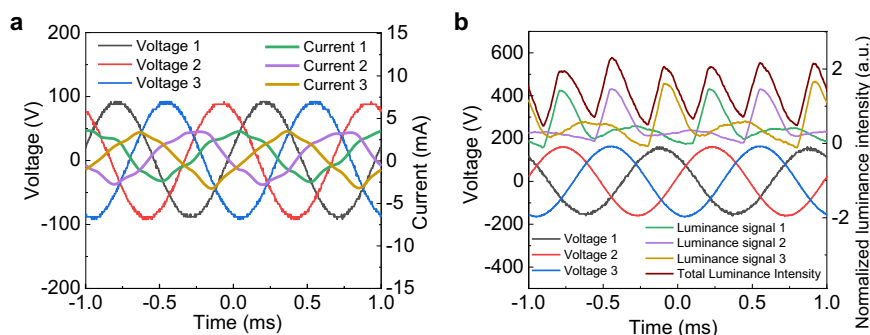 a
200
100
0
-100
-200
Voltage (V)
Voltage 1
Voltage 2
Voltage 3
Current 1
Current 2
Current 3
15
10
5
0
-5
-10
-15
Current (mA)
-1.0 -0.5 0.0 0.5 1.0
Time (ms)
b
600
400
200
0
-200
-400
Voltage (V)
Voltage 1
Voltage 2
Voltage 3
Luminance signal 1
Luminance signal 2
Luminance signal 3
Total Luminance Intensity
2
0
-2
Normalized luminance intensity (a.u.)
-1.0 -0.5 0.0 0.5 1.0
Time (ms)